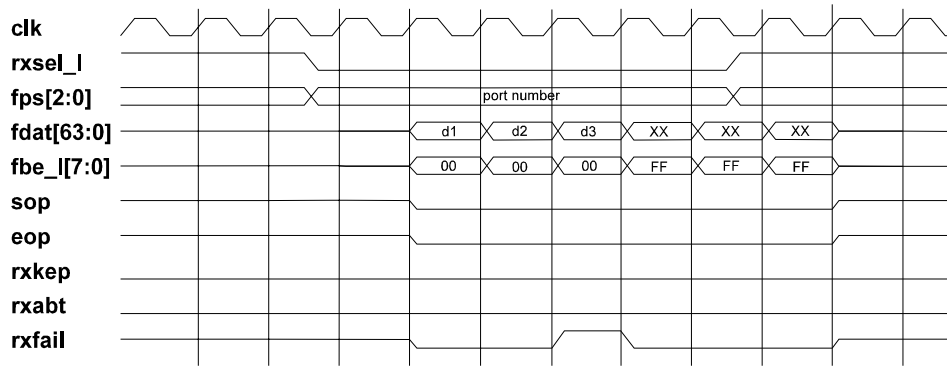 clk
rxsel_l
fps[2:0] port number
fdat[63:0] d1 d2 d3 XX XX XX
fbe_l[7:0] 00 00 00 FF FF FF
sop
eop
rxkep
rxabt
rxfail